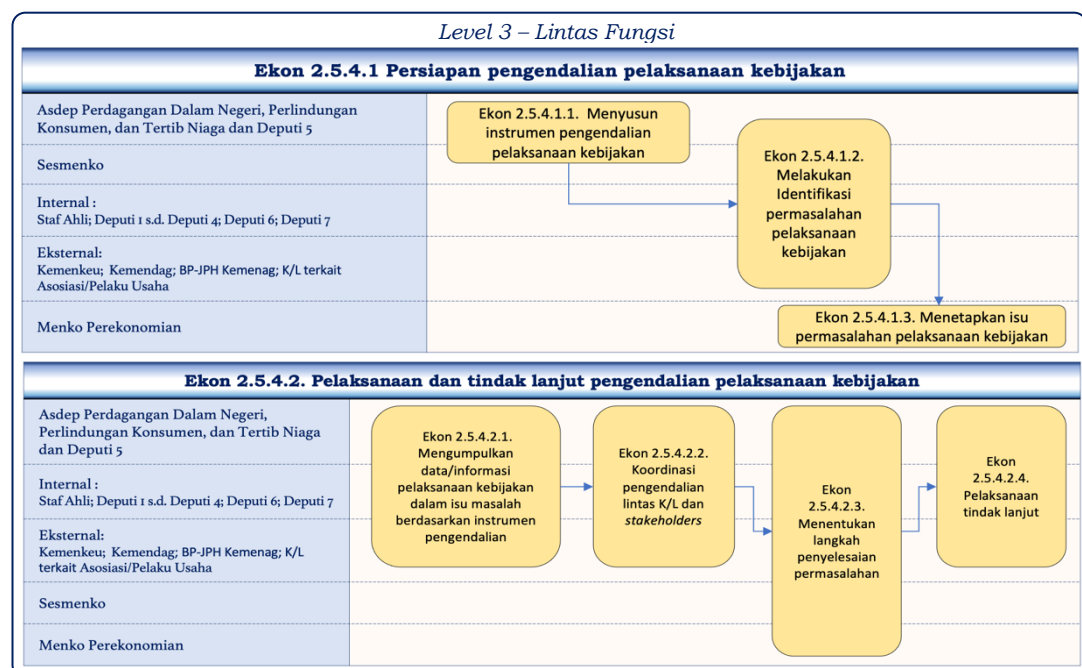 Level 3 – Lintas Fungsi
Ekon 2.5.4.1 Persiapan pengendalian pelaksanaan kebijakan
Asdep Perdagangan Dalam Negeri, Perlindungan
Konsumen, dan Tertib Niaga dan Deputi 5
Sesmenko
Internal :
Staf Ahli; Deputi 1 s.d. Deputi 4; Deputi 6; Deputi 7
Eksternal:
Kemenkeu; Kemendag; BP-JPH Kemenag; K/L terkait
Asosiasi/Pelaku Usaha
Menko Perekonomian
Ekon 2.5.4.1.1. Menyusun
instrumen pengendalian
pelaksanaan kebijakan
Ekon 2.5.4.1.2.
Melakukan
Identifikasi
permasalahan
pelaksanaan
kebijakan
Ekon 2.5.4.1.3. Menetapkan isu
permasalahan pelaksanaan kebijakan
Ekon 2.5.4.2. Pelaksanaan dan tindak lanjut pengendalian pelaksanaan kebijakan
Asdep Perdagangan Dalam Negeri,
Perlindungan Konsumen, dan Tertib Niaga
dan Deputi 5
Internal :
Staf Ahli; Deputi 1 s.d. Deputi 4; Deputi 6; Deputi 7
Eksternal:
Kemenkeu; Kemendag; BP-JPH Kemenag; K/L
terkait Asosiasi/Pelaku Usaha
Sesmenko
Menko Perekonomian
Ekon 2.5.4.2.1.
Mengumpulkan
data/informasi
pelaksanaan kebijakan
dalam isu masalah
berdasarkan instrumen
pengendalian
Ekon 2.5.4.2.2.
Koordinasi
pengendalian
lintas K/L dan
stakeholders
Ekon
2.5.4.2.3.
Menentukan
langkah
penyelesaian
permasalahan
Ekon
2.5.4.2.4.
Pelaksanaan
tindak lanjut